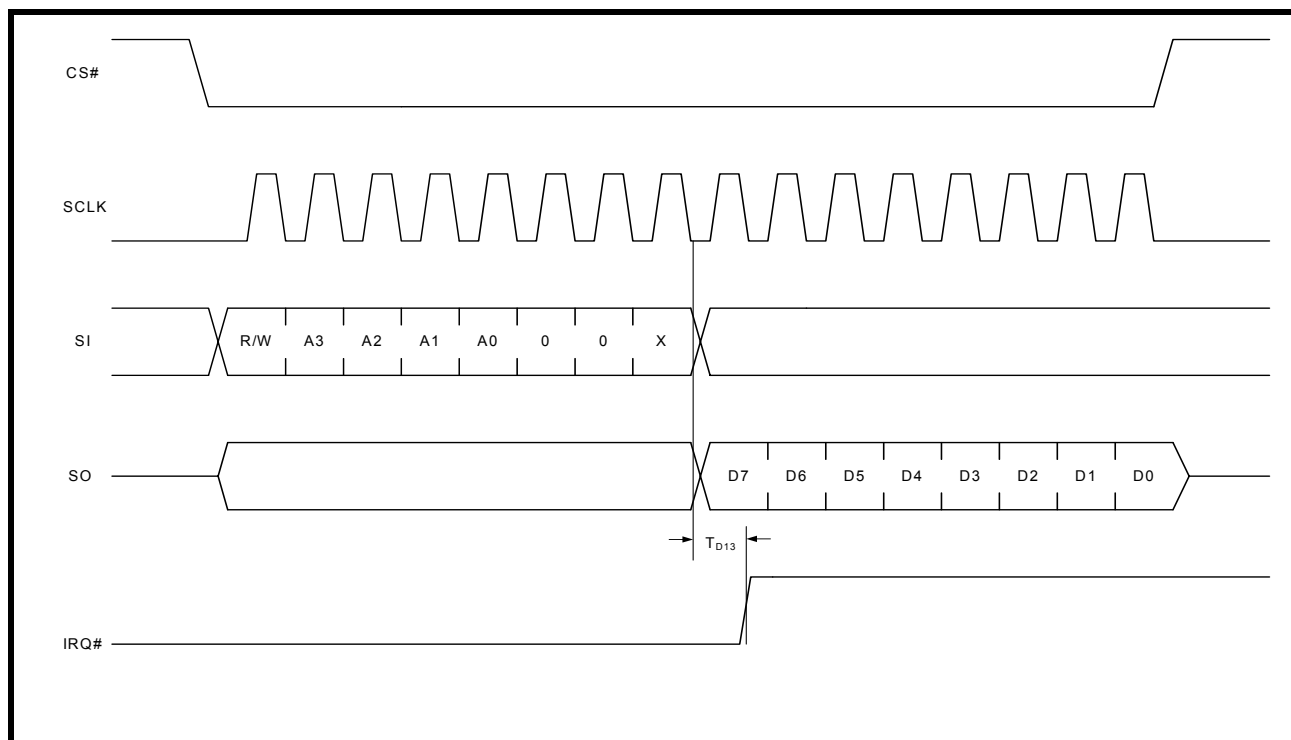 CS#
SCLK
SI
R/W A3 A2 A1 A0 0 0 X
SO
D7 D6 D5 D4 D3 D2 D1 D0
TD13
IRQ#